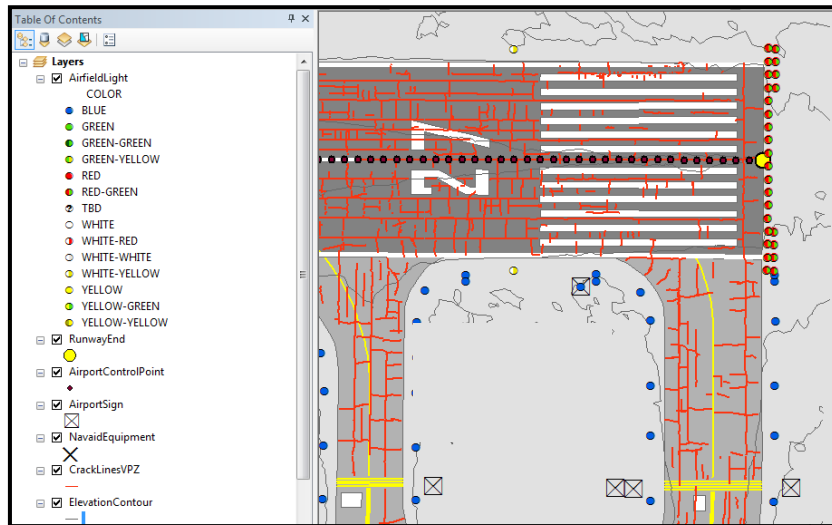 Table Of Contents
Layers
AirfieldLight
COLOR
BLUE
GREEN
GREEN-GREEN
GREEN-YELLOW
RED
RED-GREEN
TBD
WHITE
WHITE-RED
WHITE-WHITE
WHITE-YELLOW
YELLOW
YELLOW-GREEN
YELLOW-YELLOW
RunwayEnd
AirportControlPoint
AirportSign
NavaidEquipment
CrackLinesVPZ
ElevationContour